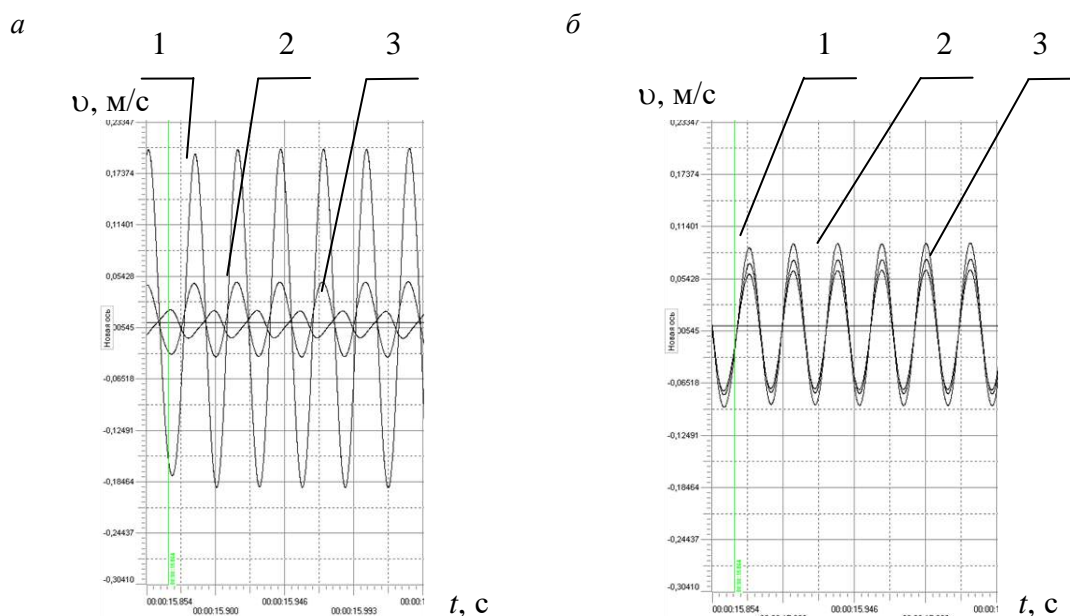 а
б
1 2 3
1 2 3
υ, м/с
υ, м/с
0,23347
0,17374
0,11401
0,05428
00545
-0,06518
-0,12491
-0,18464
-0,24437
-0,30410
Новая ось
00:00:15.854
00:00:15.900
00:00:15.946
00:00:15.993
t, с
0,23347
0,17374
0,11401
0,05428
00545
-0,06518
-0,12491
-0,18464
-0,24437
-0,30410
Новая ось
00:00:15.854
00:00:15.946
t, с